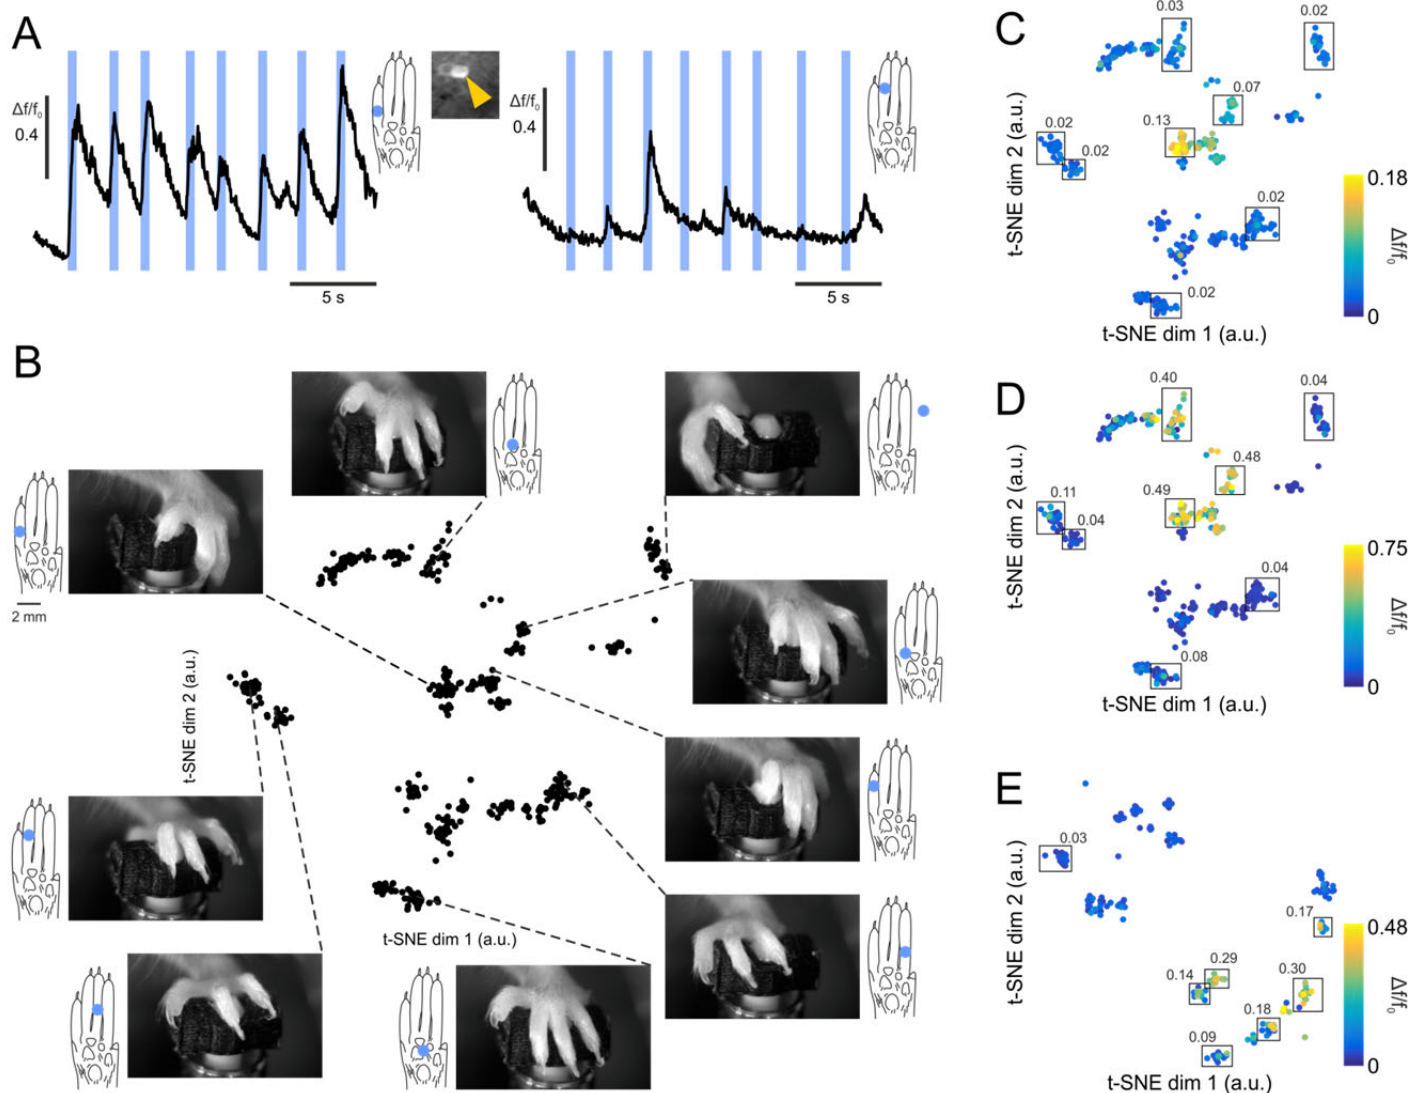 A
Δf/f₀
0.4
5 s
Δf/f₀
0.4
5 s
B
2 mm
t-SNE dim 2 (a.u.)
t-SNE dim 1 (a.u.)
C
0.03
0.02
0.07
0.13
0.02
0.02
0.02
0.02
t-SNE dim 2 (a.u.)
t-SNE dim 1 (a.u.)
0.18
Δf/f₀
0
D
0.40
0.04
0.48
0.49
0.11
0.04
0.04
0.08
t-SNE dim 2 (a.u.)
t-SNE dim 1 (a.u.)
0.75
Δf/f₀
0
E
0.03
0.17
0.29
0.14
0.30
0.18
0.09
t-SNE dim 2 (a.u.)
t-SNE dim 1 (a.u.)
0.48
Δf/f₀
0